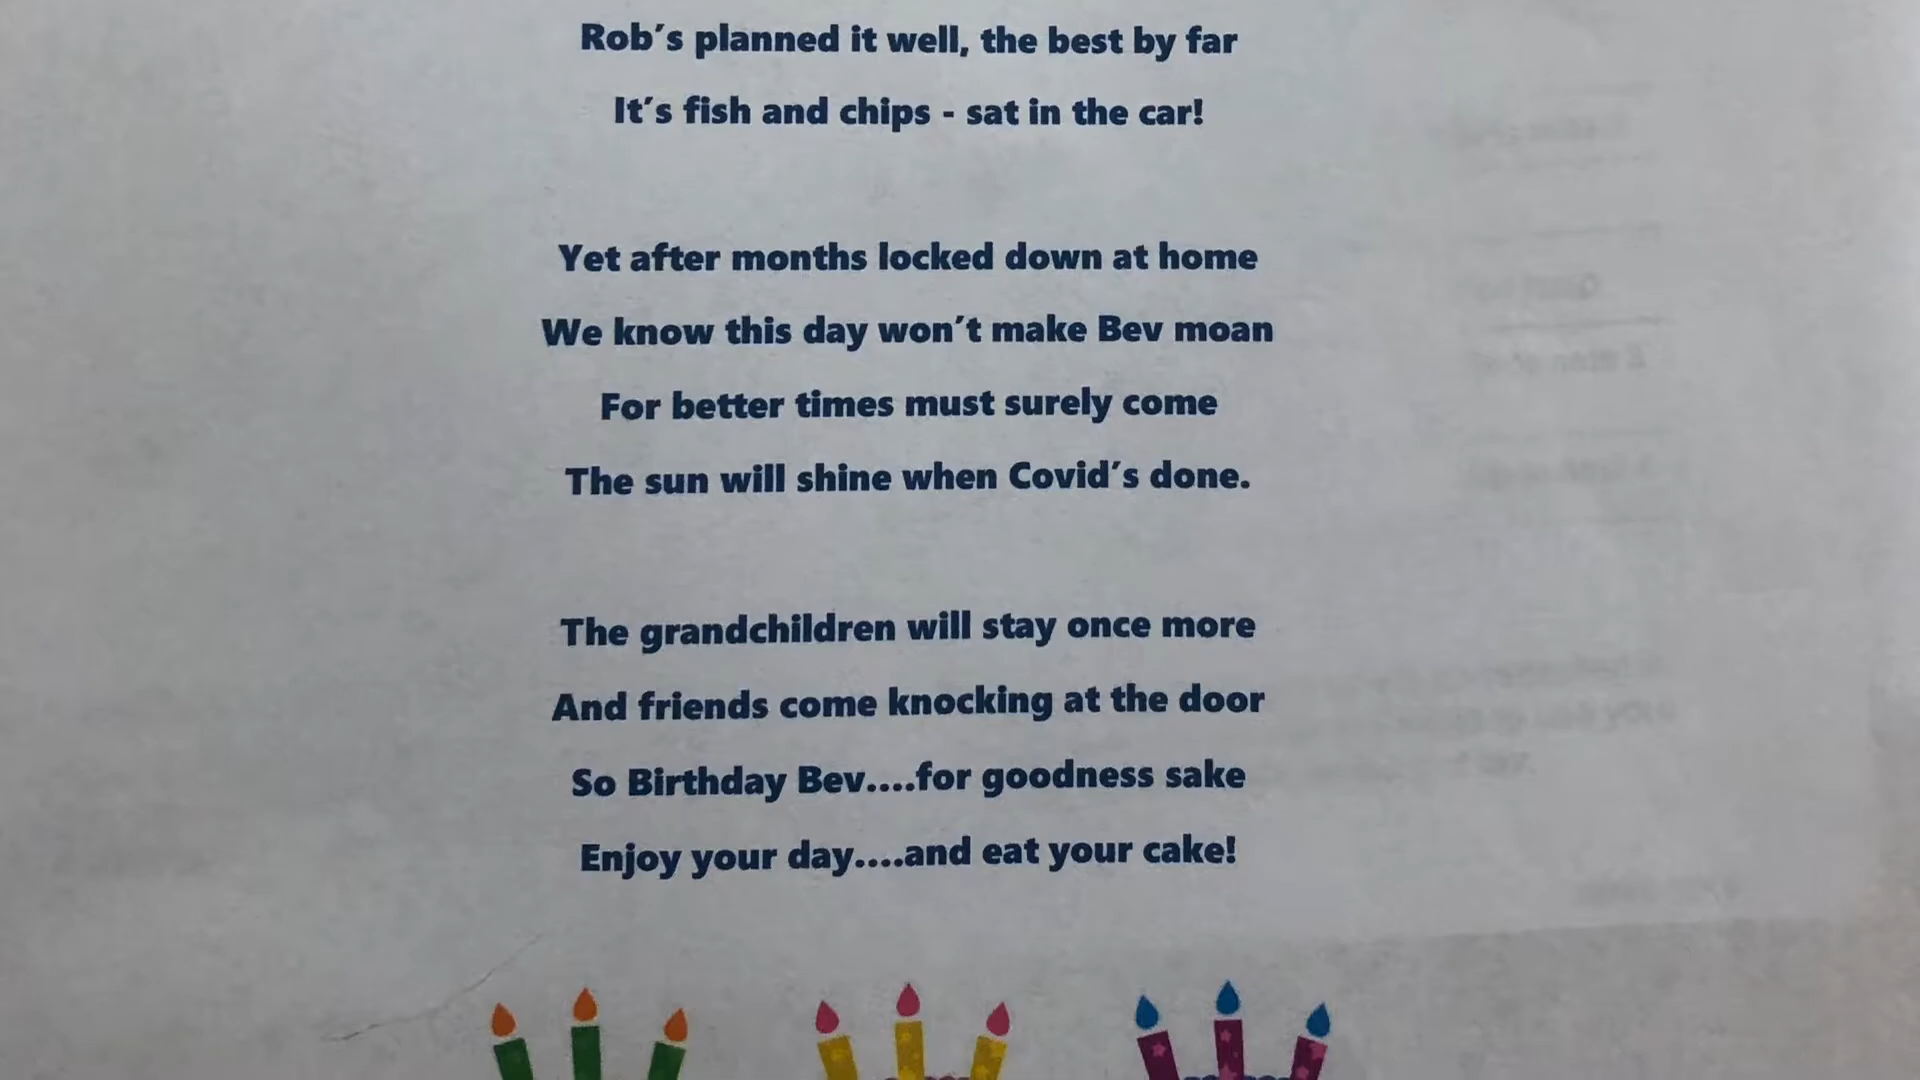 Rob's planned it well, the best by far
It's fish and chips - sat in the car!
Yet after months locked down at home
We know this day won't make Bev moan
For better times must surely come
The sun will shine when Covid's done.
The grandchildren will stay once more
And friends come knocking at the door
So Birthday Bev....for goodness sake
Enjoy your day....and eat your cake!